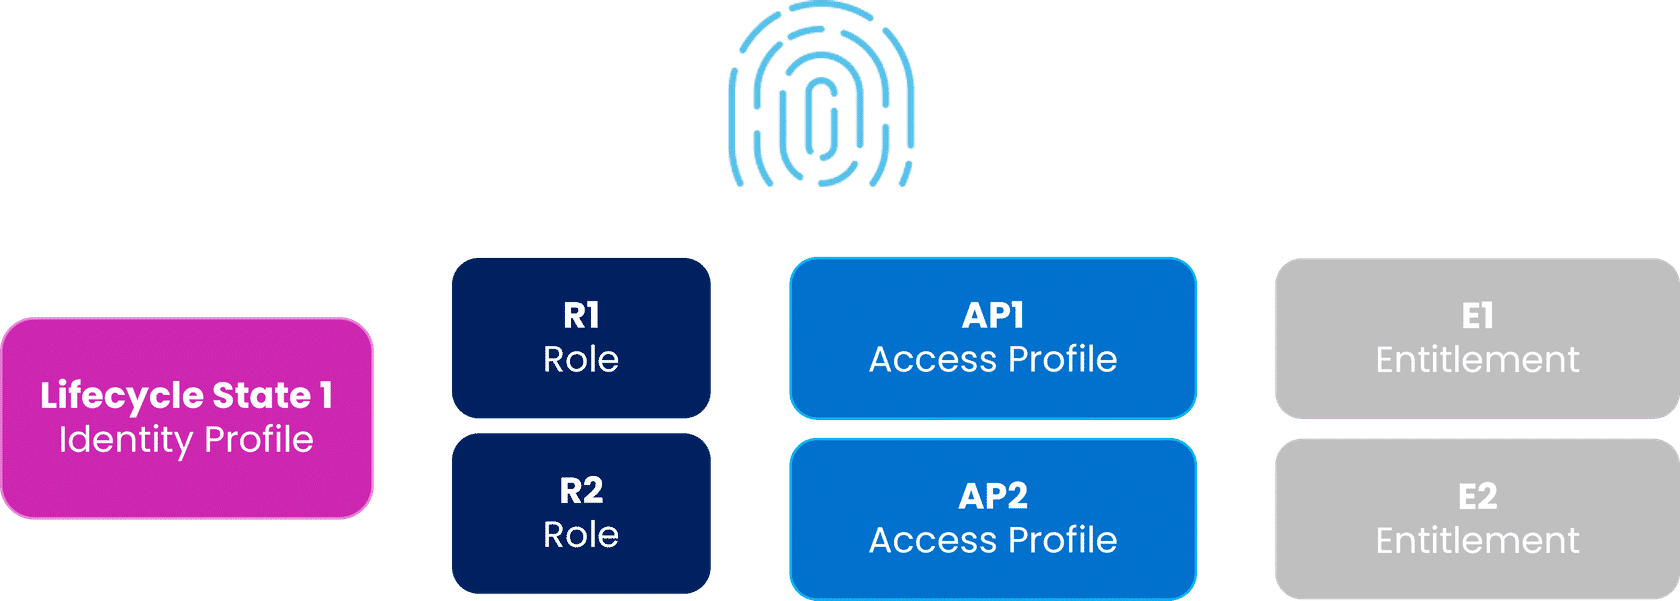 Lifecycle State 1
Identity Profile
R1
Role
R2
Role
AP1
Access Profile
AP2
Access Profile
E1
Entitlement
E2
Entitlement